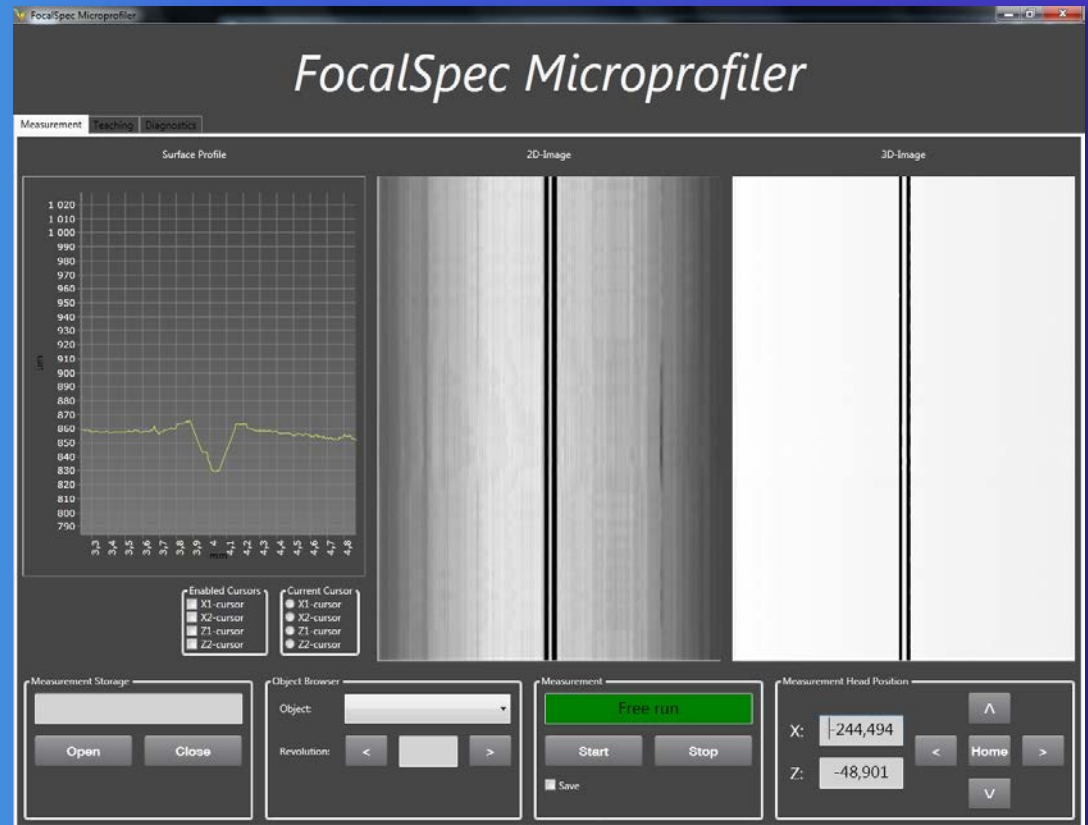 FocalSpec Microprofiler
FocalSpec Microprofiler
Measurement Teaching Diagnostics
Surface Profile 2D-Image 3D-Image
1 020
1 010
1 000
990
980
970
960
950
940
930
920
910
900
890
880
870
860
850
840
830
820
810
800
790
µm
3,3 3,4 3,5 3,6 3,7 3,8 3,9 4 4,1 4,2 4,3 4,4 4,5 4,6 4,7 4,8
mm
Enabled Cursors
X1-cursor
X2-cursor
Z1-cursor
Z2-cursor
Current Cursor
X1-cursor
X2-cursor
Z1-cursor
Z2-cursor
Measurement Storage
Open Close
Object Browser
Object:
Revolution: < >
Measurement
Free run
Start Stop
Save
Measurement Head Position
X: -244,494
Z: -48,901
Λ
< Home >
V